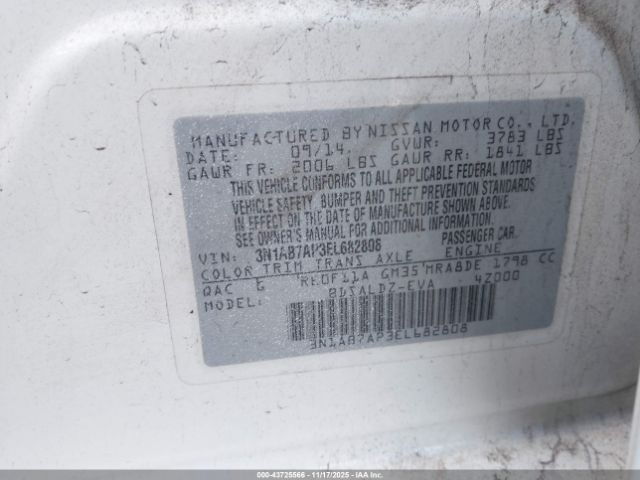 MANUFACTURED BY NISSAN MOTOR CO., LTD.
DATE: 09/14 GVWR: 3783 LBS
GAWR FR: 2006 LBS GAWR RR: 1841 LBS
THIS VEHICLE CONFORMS TO ALL APPLICABLE FEDERAL MOTOR
VEHICLE SAFETY, BUMPER AND THEFT PREVENTION STANDARDS
IN EFFECT ON THE DATE OF MANUFACTURE SHOWN ABOVE.
SEE OWNER'S MANUAL FOR ADDITIONAL INFORMATION.
VIN: 3N1AB7AP3EL682808 PASSENGER CAR
COLOR TRIM TRANS AXLE ENGINE
QAC G RE0F11A GM35 MRA8DE 1798 CC
MODEL: BDSALDZ-EVA 4Z000
3N1AB7AP3EL682808
000-43725566 - 11/17/2025 - IAA Inc.